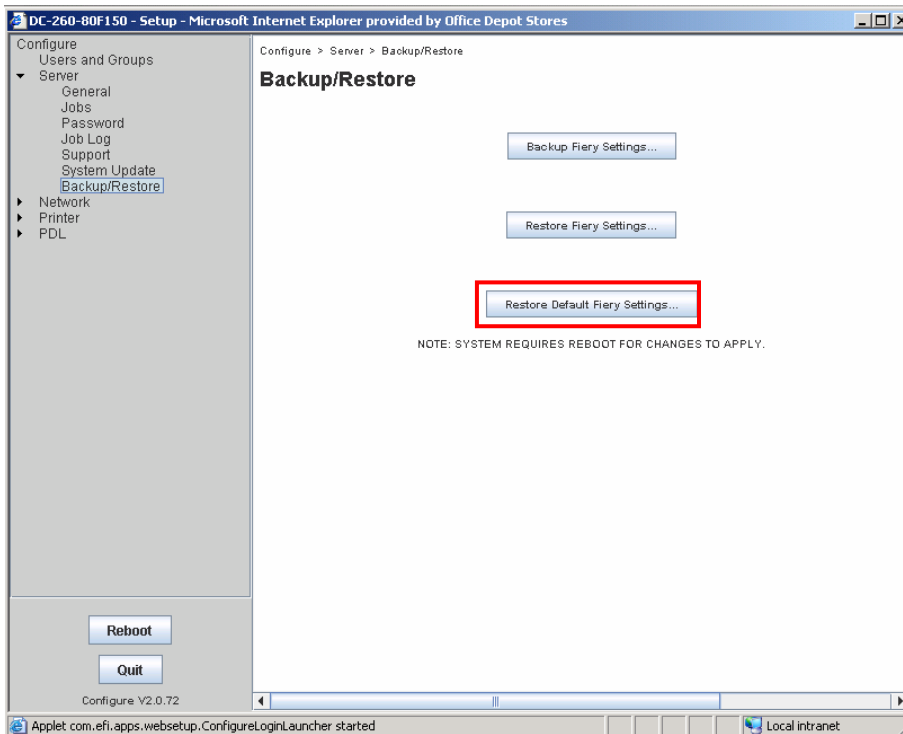 DC-260-80F150 - Setup - Microsoft Internet Explorer provided by Office Depot Stores
Configure
Users and Groups
Server
General
Jobs
Password
Job Log
Support
System Update
Backup/Restore
Network
Printer
PDL
Configure > Server > Backup/Restore
Backup/Restore
Backup Fiery Settings...
Restore Fiery Settings...
Restore Default Fiery Settings...
NOTE: SYSTEM REQUIRES REBOOT FOR CHANGES TO APPLY.
Reboot
Quit
Configure V2.0.72
Applet com.efi.apps.websetup.ConfigureLoginLauncher started
Local intranet